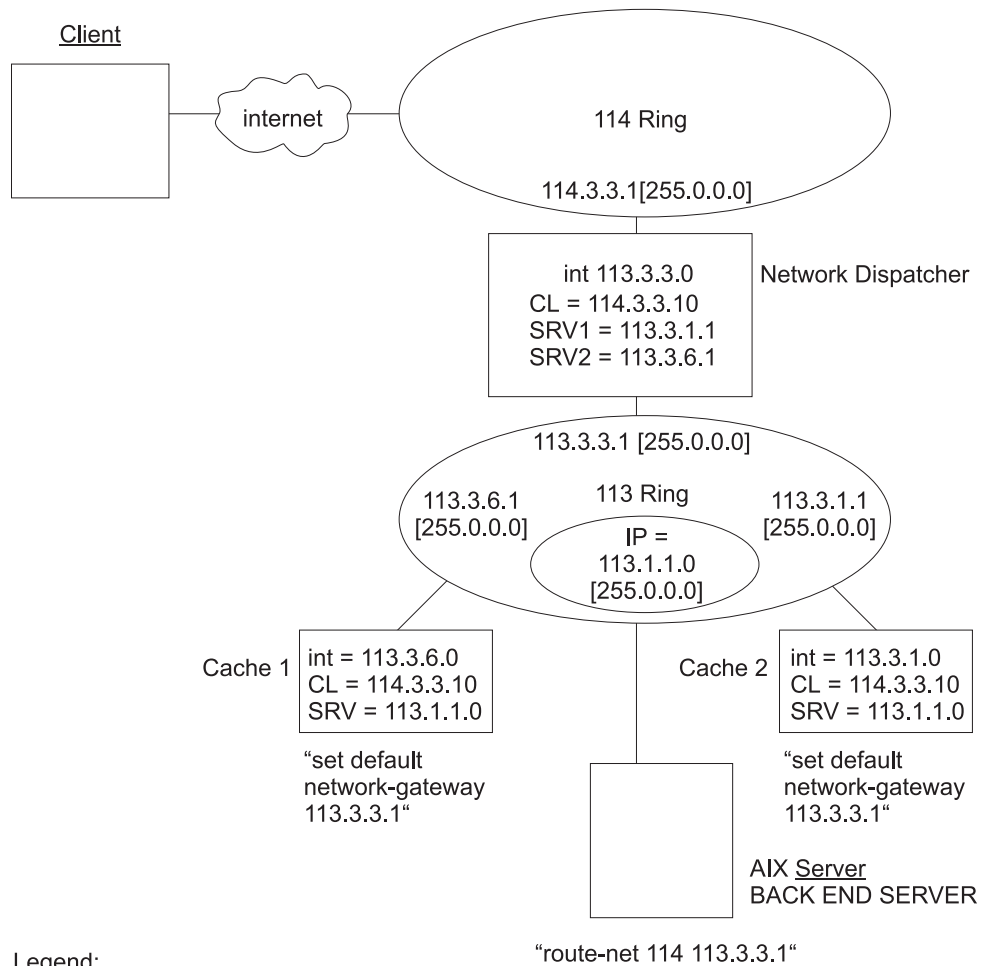 Client
internet
114 Ring
114.3.3.1[255.0.0.0]
int 113.3.3.0
CL = 114.3.3.10
SRV1 = 113.3.1.1
SRV2 = 113.3.6.1
Network Dispatcher
113.3.3.1 [255.0.0.0]
113.3.6.1
[255.0.0.0]
113 Ring
113.3.1.1
[255.0.0.0]
IP =
113.1.1.0
[255.0.0.0]
Cache 1
int = 113.3.6.0
CL = 114.3.3.10
SRV = 113.1.1.0
“set default
network-gateway
113.3.3.1“
Cache 2
int = 113.3.1.0
CL = 114.3.3.10
SRV = 113.1.1.0
“set default
network-gateway
113.3.3.1“
AIX Server
BACK END SERVER
“route-net 114 113.3.3.1“
Legend: